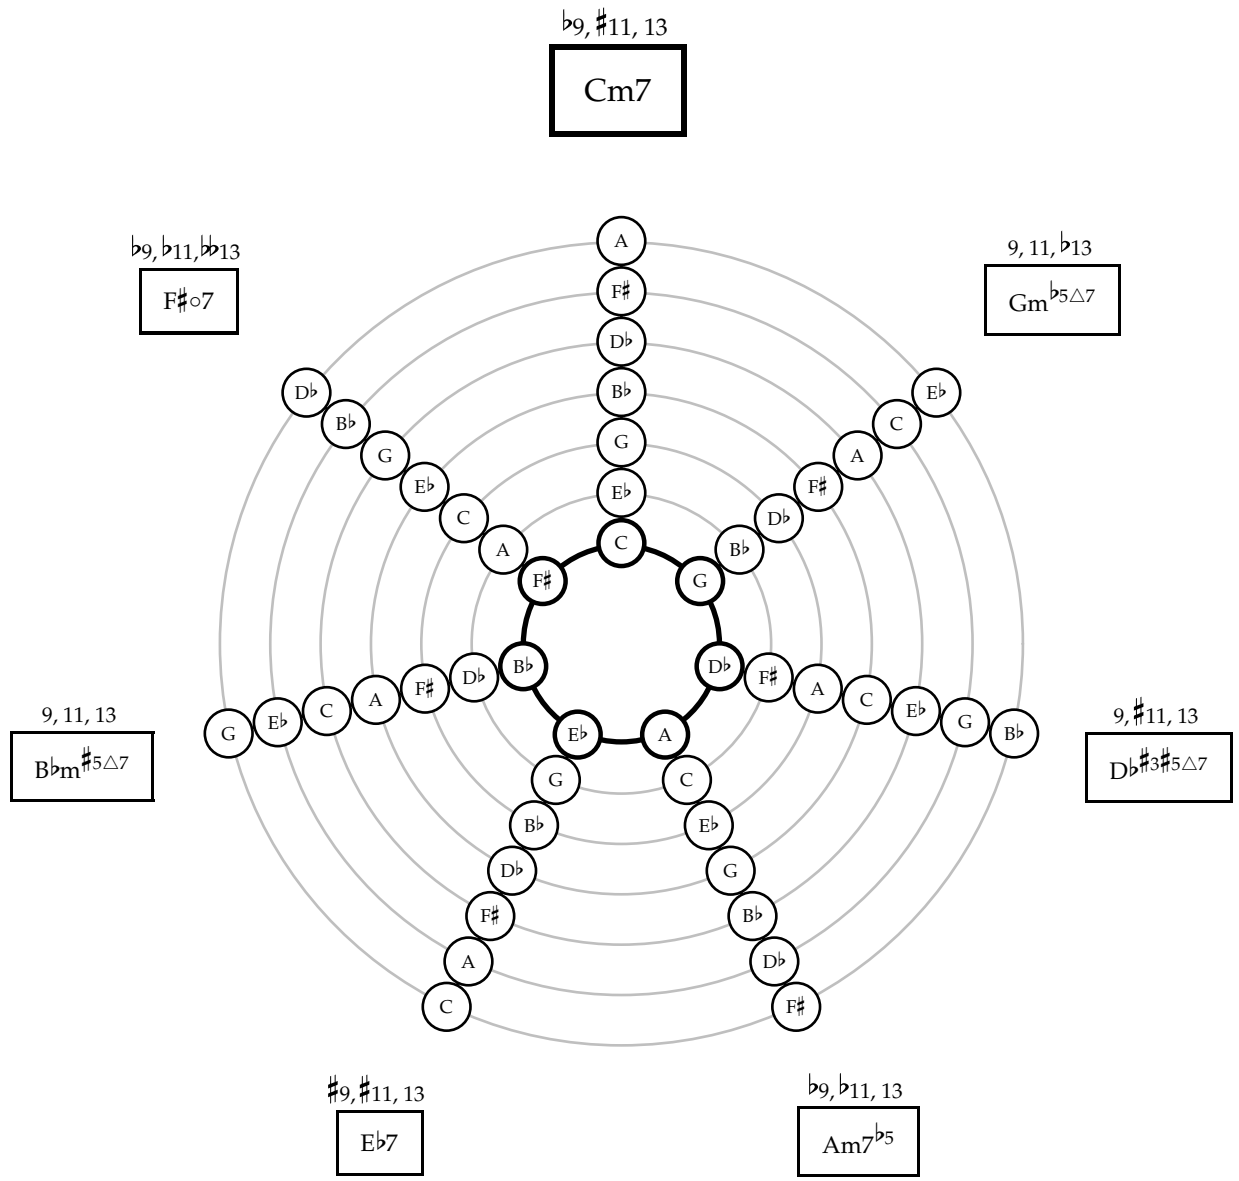 ♭9, ♯11, 13
Cm7
♭9, ♭11, 𝄫13
F♯○7
9, 11, ♭13
Gm♭5△7
A
F♯
D♭
B♭
G
E♭
C
D♭
B♭
G
E♭
C
A
F♯
E♭
C
A
F♯
D♭
B♭
G
9, 11, 13
B♭m♯5△7
G
E♭
C
A
F♯
D♭
B♭
D♭
F♯
A
C
E♭
G
B♭
9, ♯11, 13
D♭♯3♯5△7
E♭
G
B♭
D♭
F♯
A
C
A
C
E♭
G
B♭
D♭
F♯
♯9, ♯11, 13
E♭7
♭9, ♭11, 13
Am7♭5